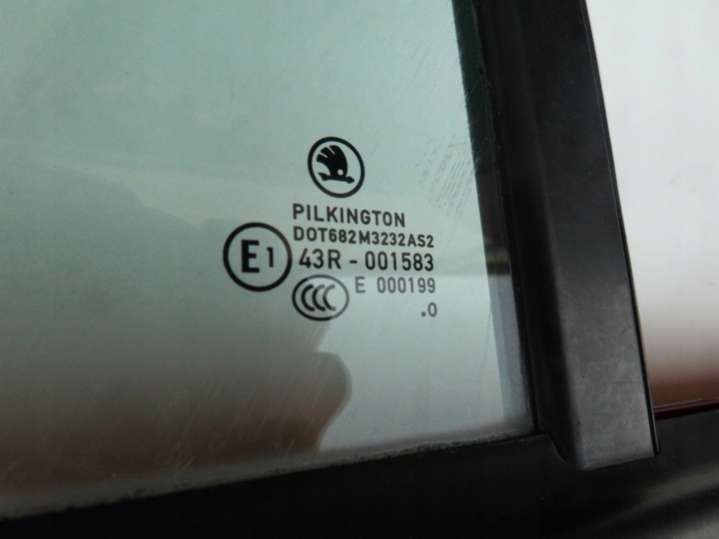 PILKINGTON
DOT682M3232AS2
E1 43R - 001583
CCC E 000199
.0